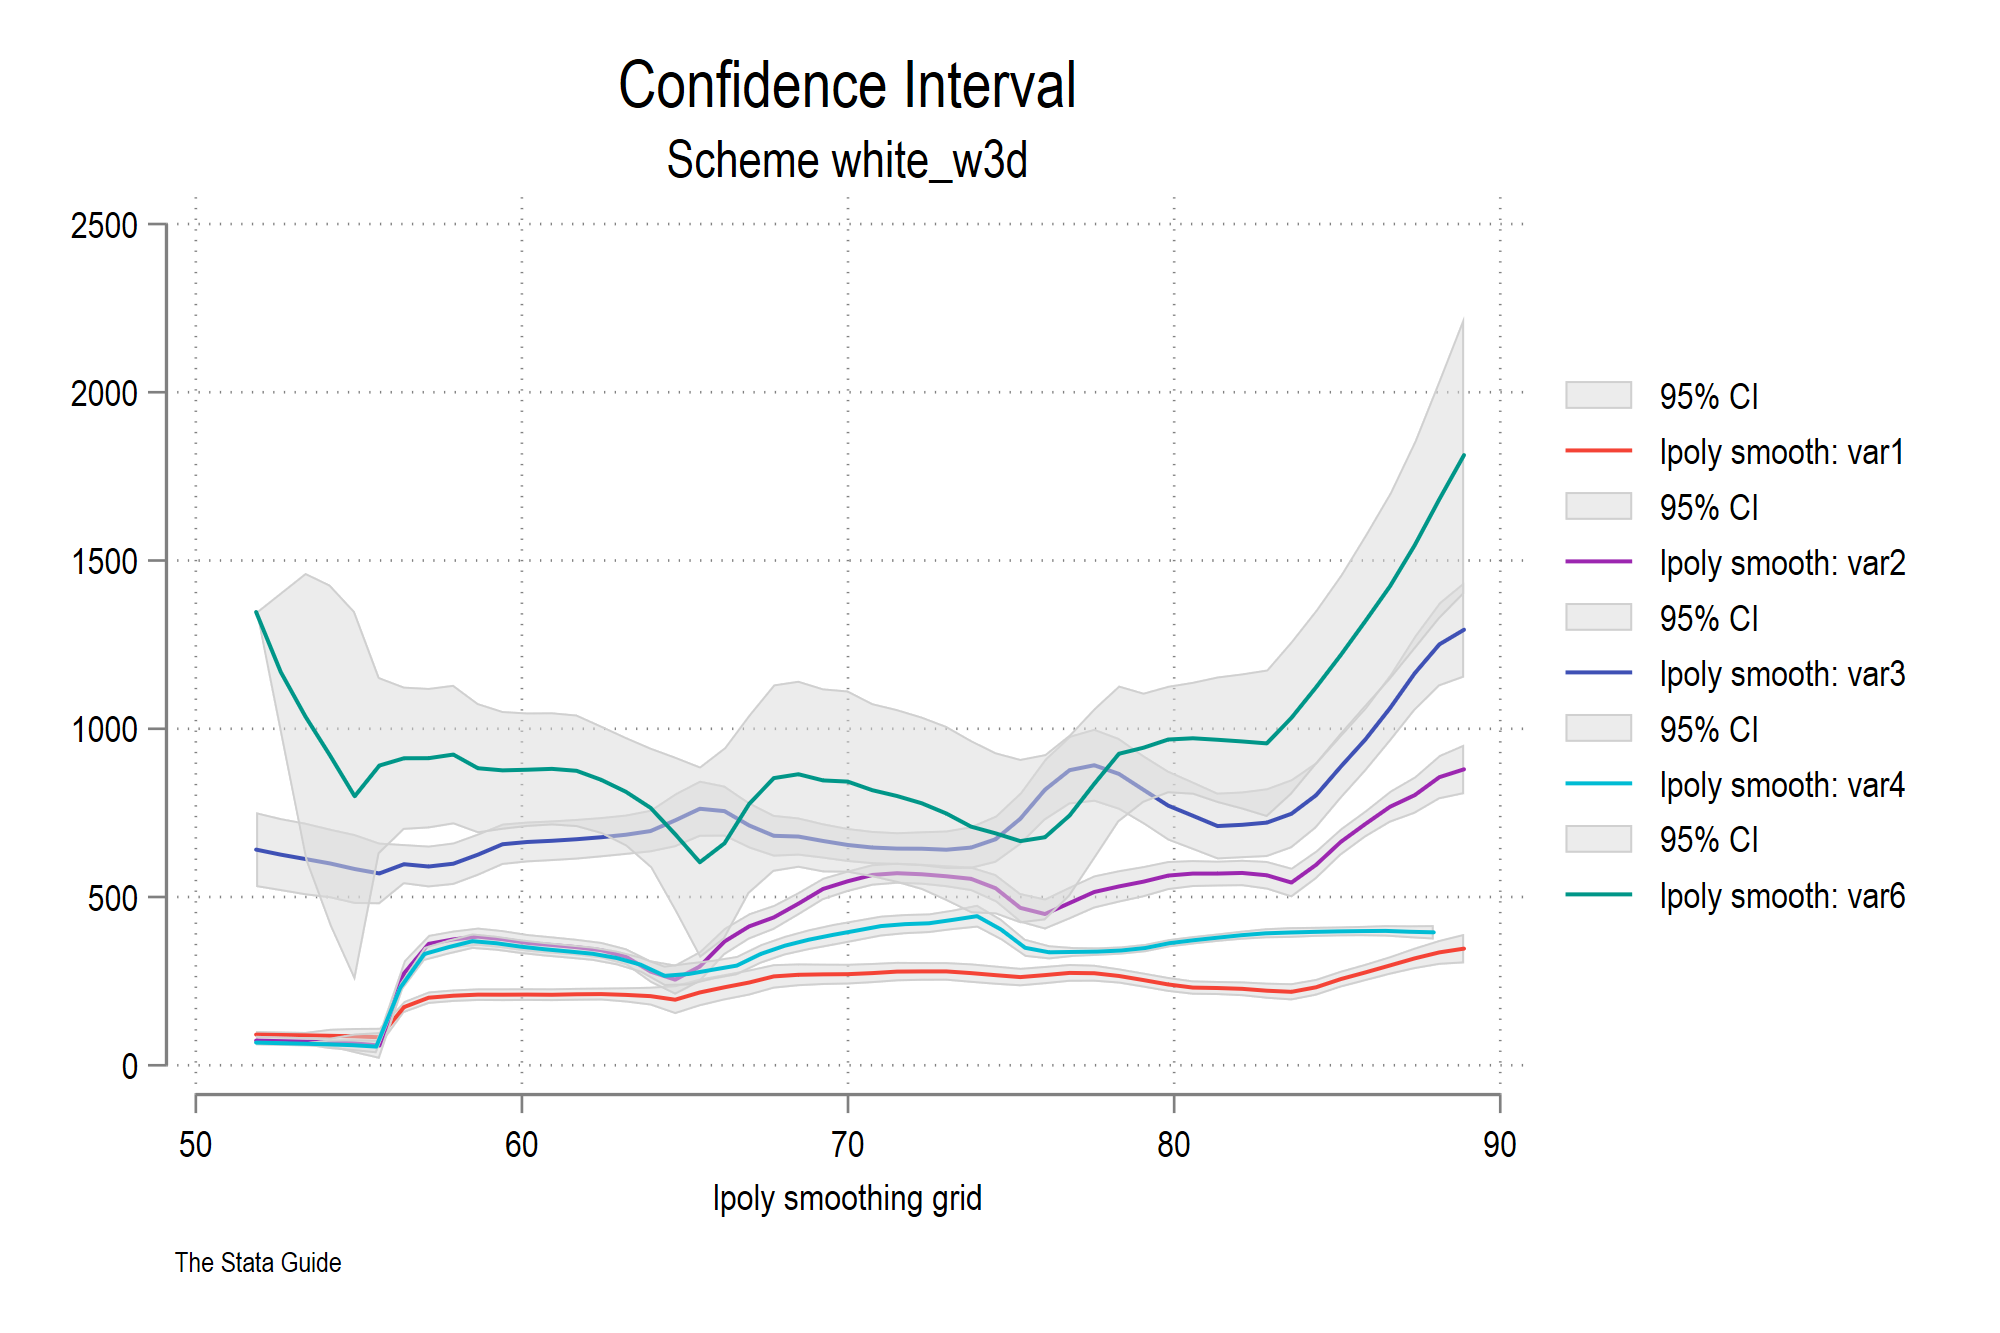 Confidence Interval
Scheme white_w3d
2500
2000
1500
1000
500
0
50 60 70 80 90
lpoly smoothing grid
95% CI
lpoly smooth: var1
95% CI
lpoly smooth: var2
95% CI
lpoly smooth: var3
95% CI
lpoly smooth: var4
95% CI
lpoly smooth: var6
The Stata Guide